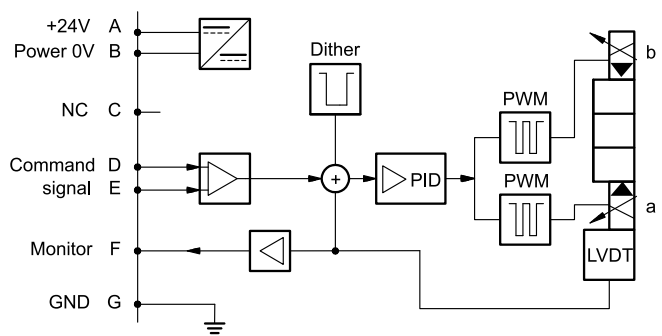 +24V A
Power 0V B
Dither
b
NC C
PWM
Command D
signal E
+
PID
PWM
a
Monitor F
LVDT
GND G